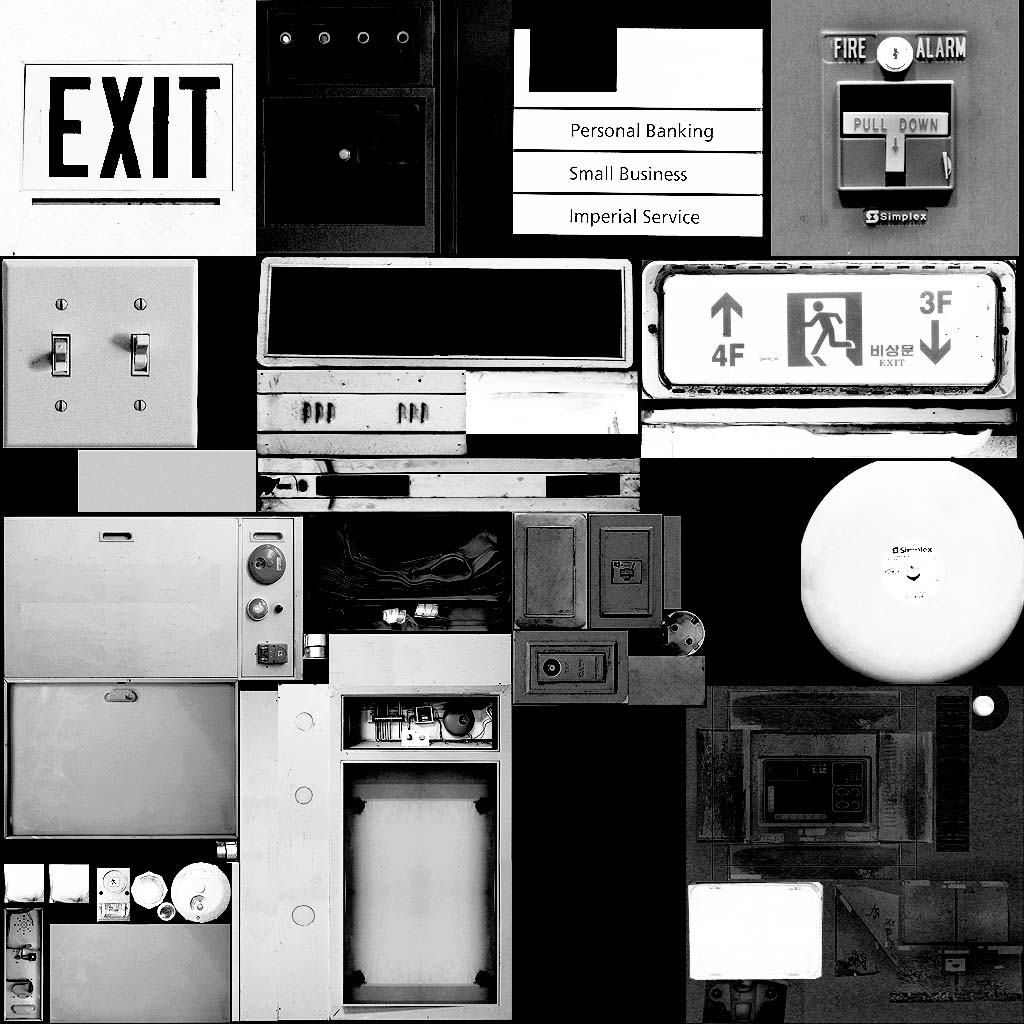 EXIT
Personal Banking
Small Business
Imperial Service
FIRE ALARM
PULL DOWN
Simplex
4F
비상문
EXIT
3F
Simplex